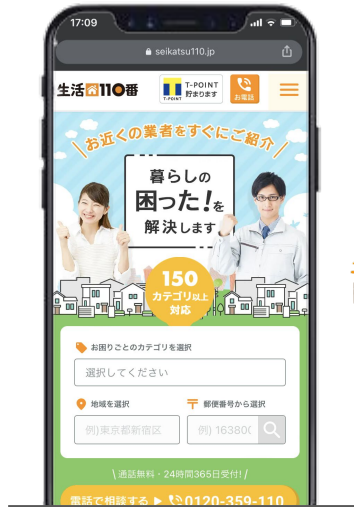 17:09
seikatsu110.jp
生活110番
T-POINT
T-POINT
貯まります
お電話
お近くの業者をすぐにご紹介
暮らしの
困った!を
解決します
150
カテゴリ以上
対応
お困りごとのカテゴリを選択
選択してください
地域を選択
郵便番号から選択
例)東京都新宿区
例) 163800
\ 通話無料・24時間365日受付! /
電話で相談する ▶ 0120-359-110